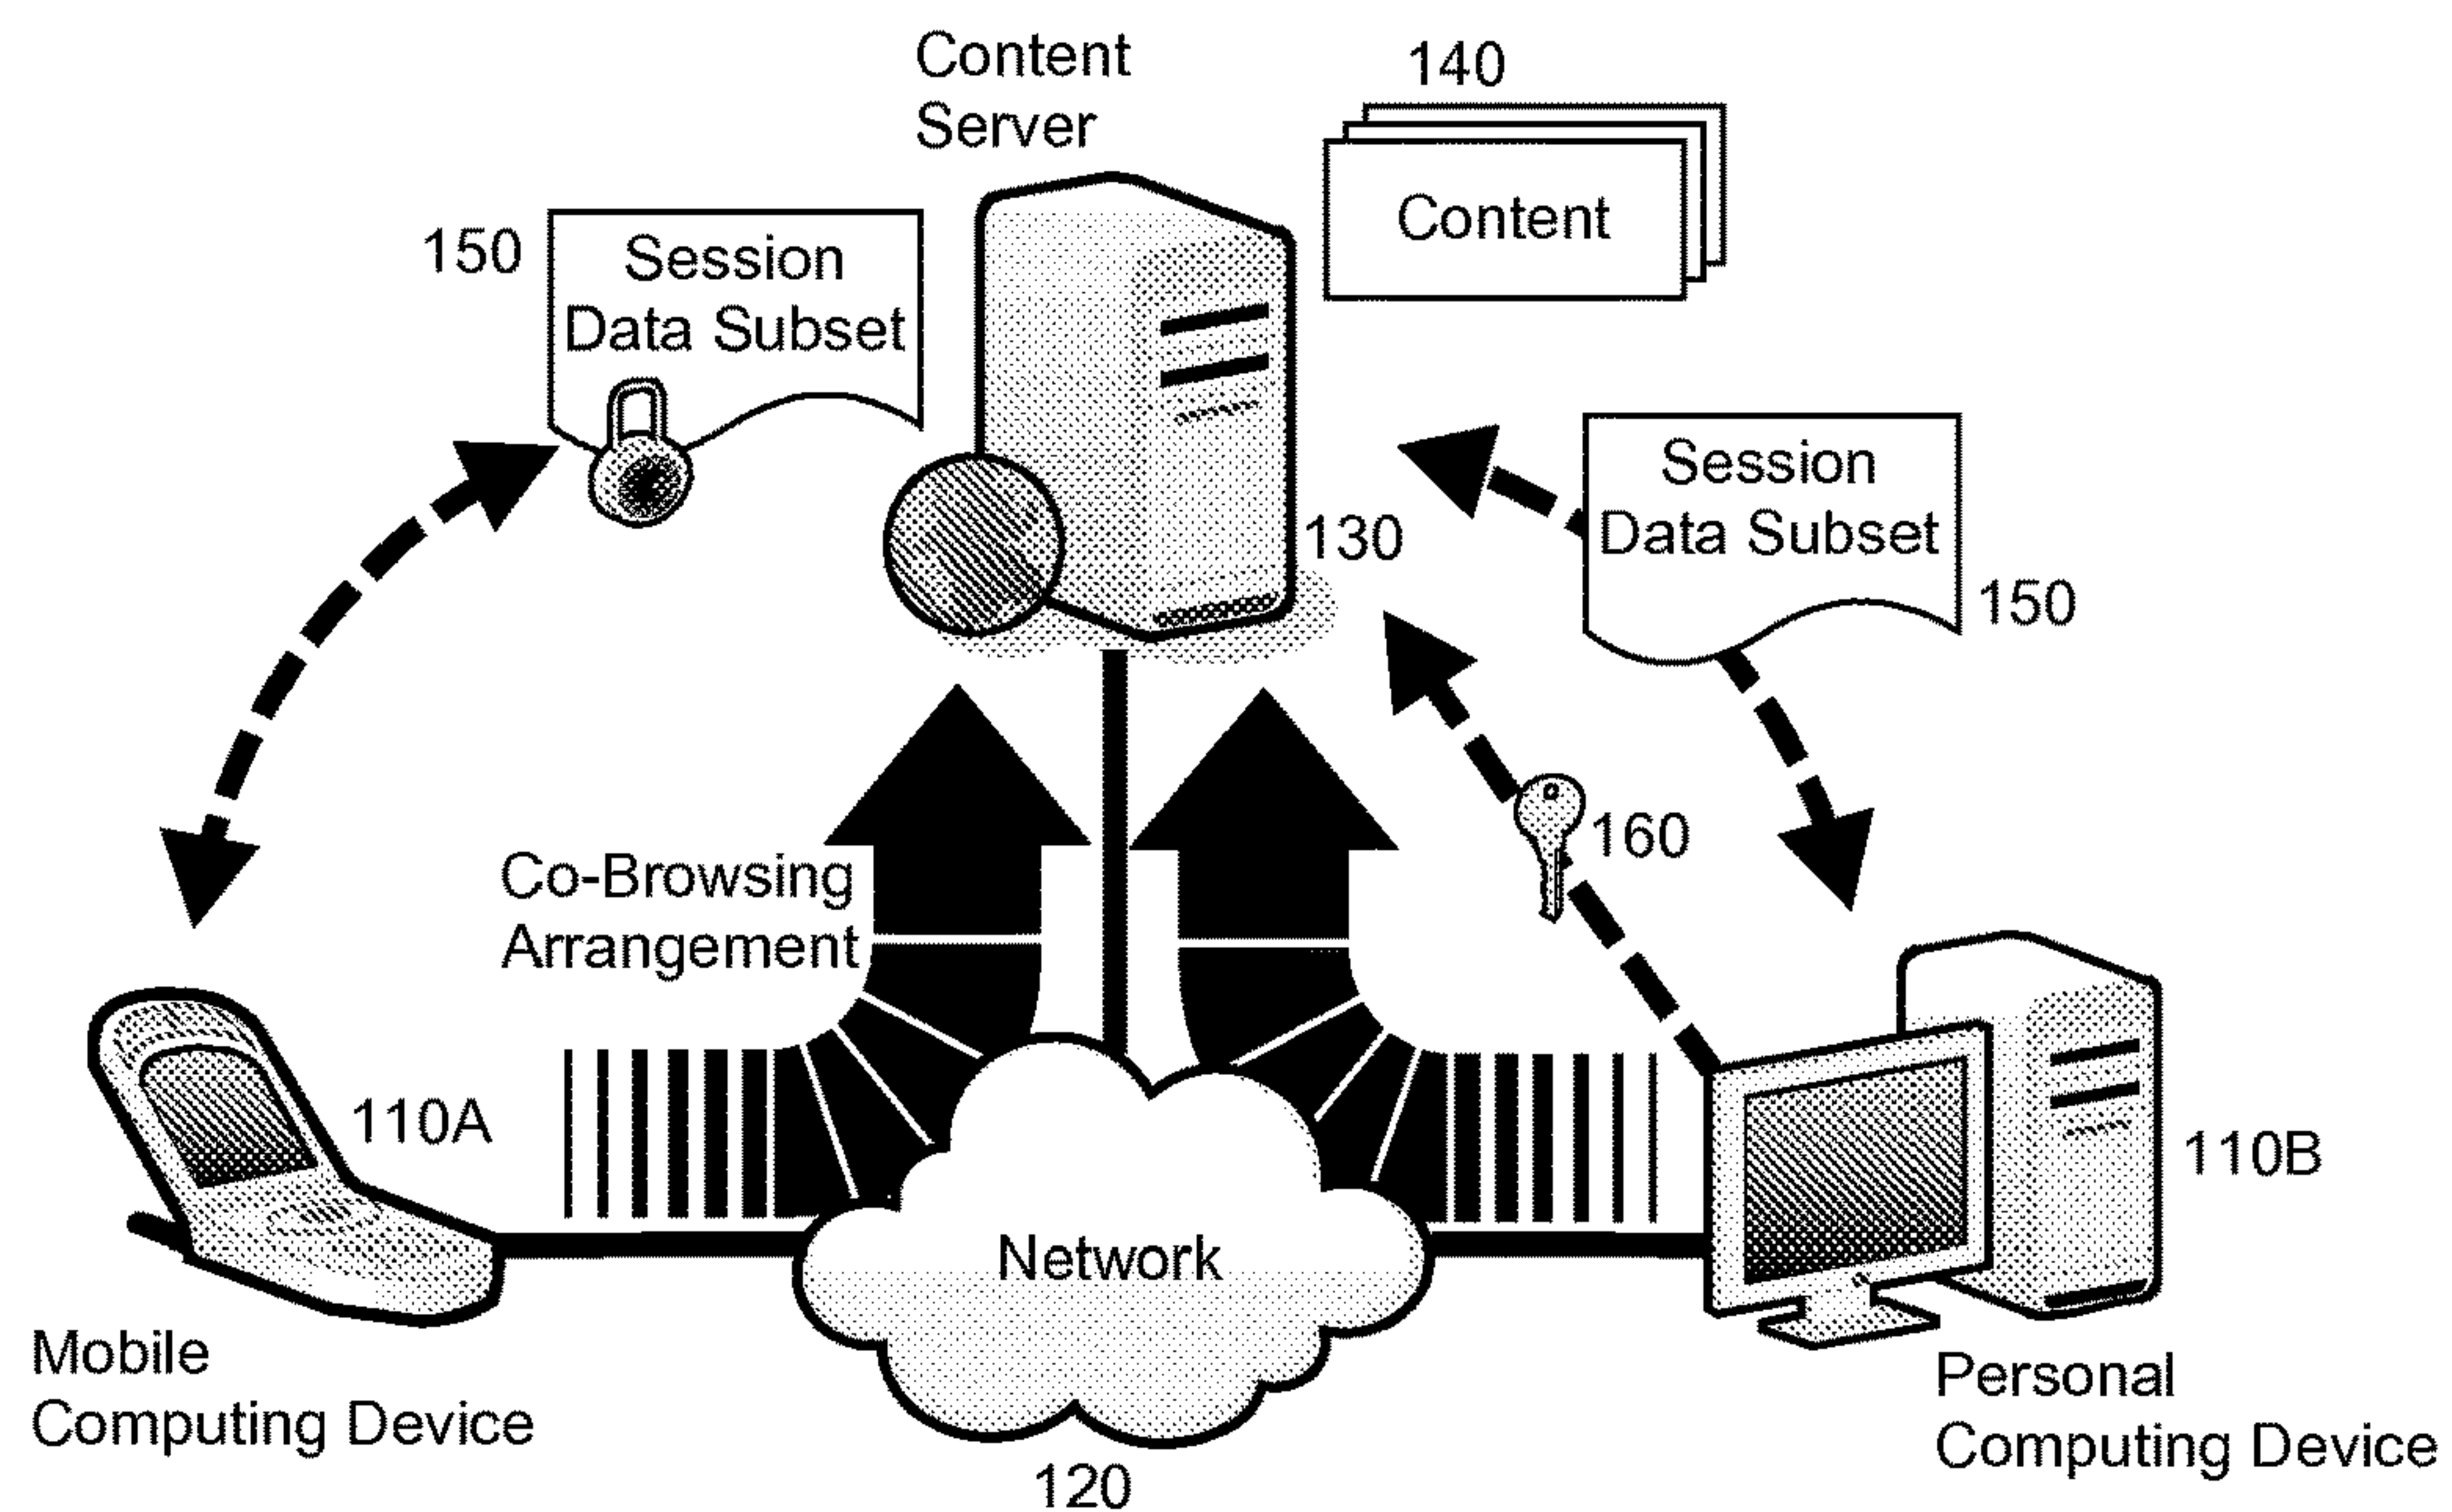 Content
Server
140
Content
150
Session
Data Subset
130
Session
Data Subset
150
160
Co-Browsing
Arrangement
110A
110B
Network
Mobile
Computing Device
Personal
Computing Device
120